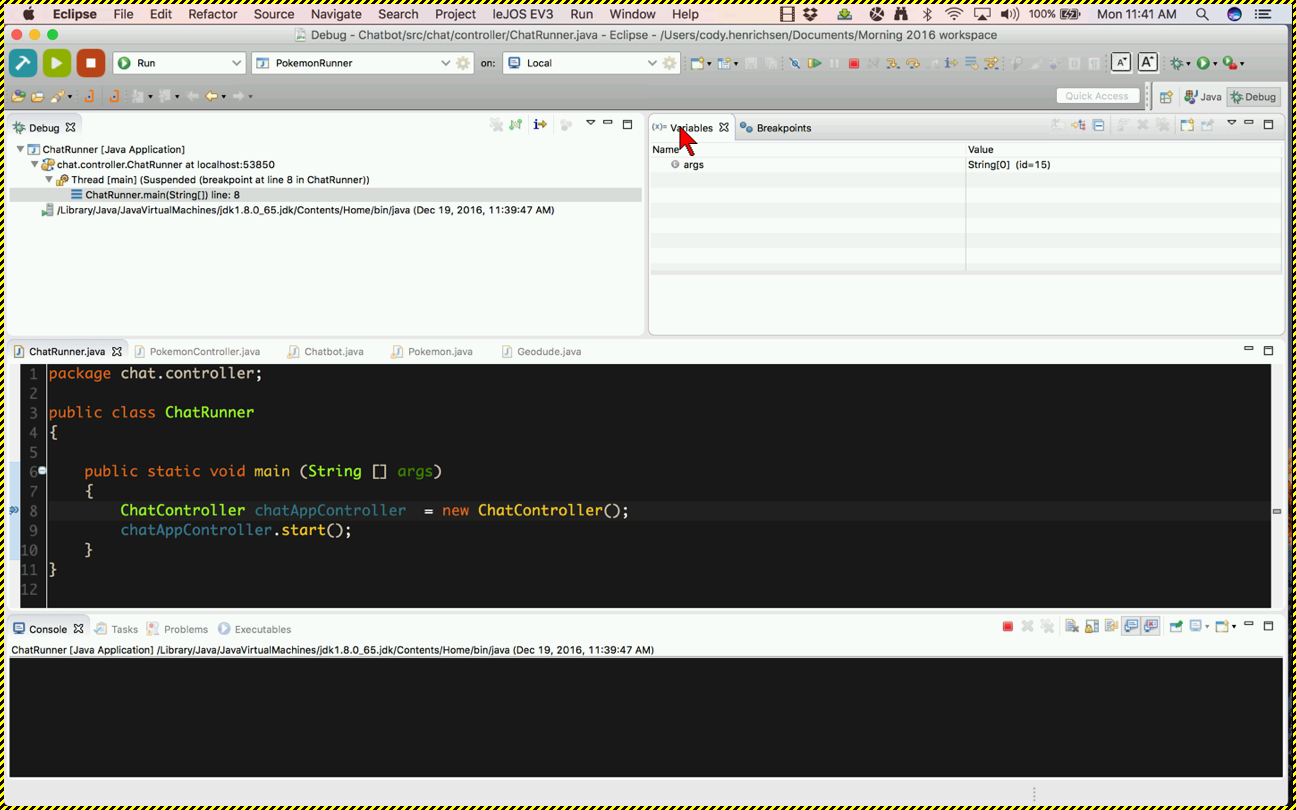 Eclipse File Edit Refactor Source Navigate Search Project leJOS EV3 Run Window Help 100% Mon 11:41 AM
Debug - Chatbot/src/chat/controller/ChatRunner.java - Eclipse - /Users/cody.henrichsen/Documents/Morning 2016 workspace
Run PokemonRunner on: Local
Quick Access Java Debug
Debug
ChatRunner [Java Application]
chat.controller.ChatRunner at localhost:53850
Thread [main] (Suspended (breakpoint at line 8 in ChatRunner))
ChatRunner.main(String[]) line: 8
/Library/Java/JavaVirtualMachines/jdk1.8.0_65.jdk/Contents/Home/bin/java (Dec 19, 2016, 11:39:47 AM)
(x)= Variables Breakpoints
Name Value
args String[0] (id=15)
ChatRunner.java PokemonController.java Chatbot.java Pokemon.java Geodude.java
1 package chat.controller;
2
3 public class ChatRunner
4 {
5
6 public static void main (String [] args)
7 {
8 ChatController chatAppController = new ChatController();
9 chatAppController.start();
10 }
11 }
12
Console Tasks Problems Executables
ChatRunner [Java Application] /Library/Java/JavaVirtualMachines/jdk1.8.0_65.jdk/Contents/Home/bin/java (Dec 19, 2016, 11:39:47 AM)